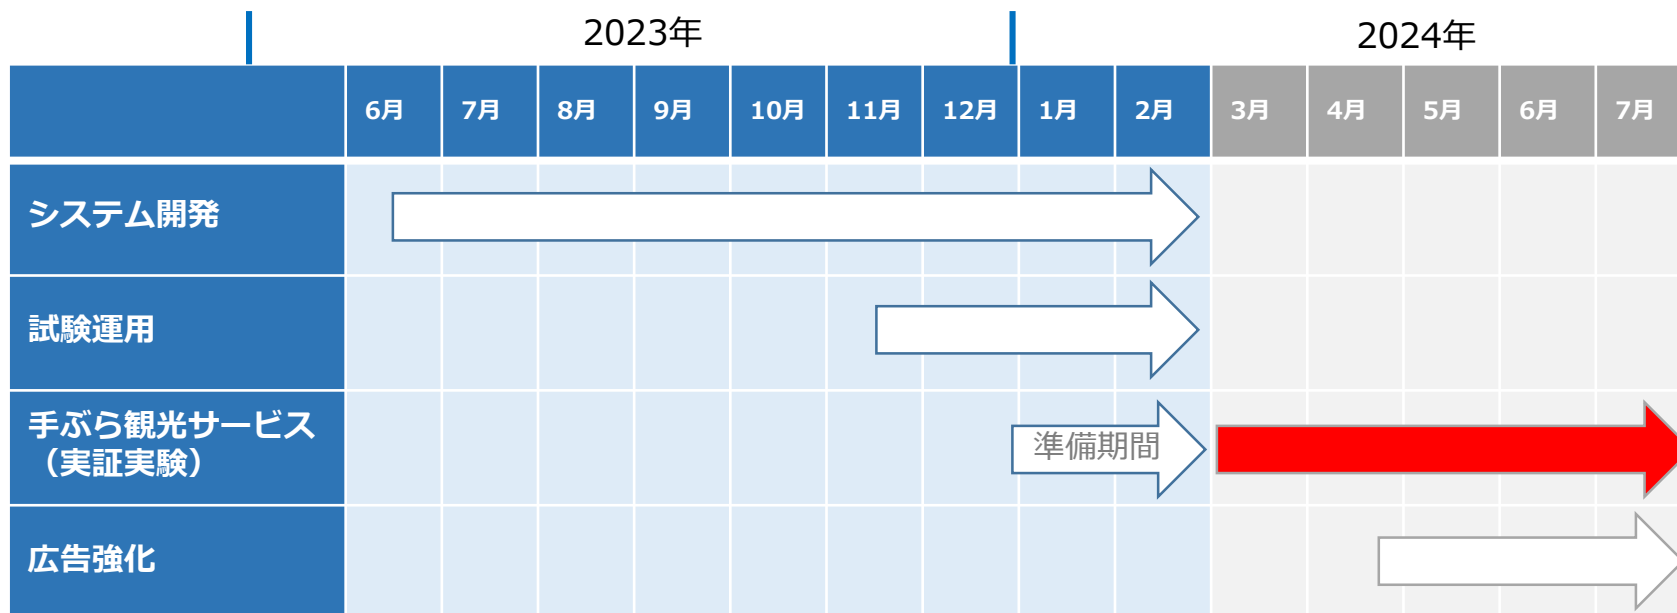 2023年
2024年
6月 7月 8月 9月 10月 11月 12月 1月 2月 3月 4月 5月 6月 7月
システム開発
試験運用
手ぶら観光サービス
（実証実験）
準備期間
広告強化